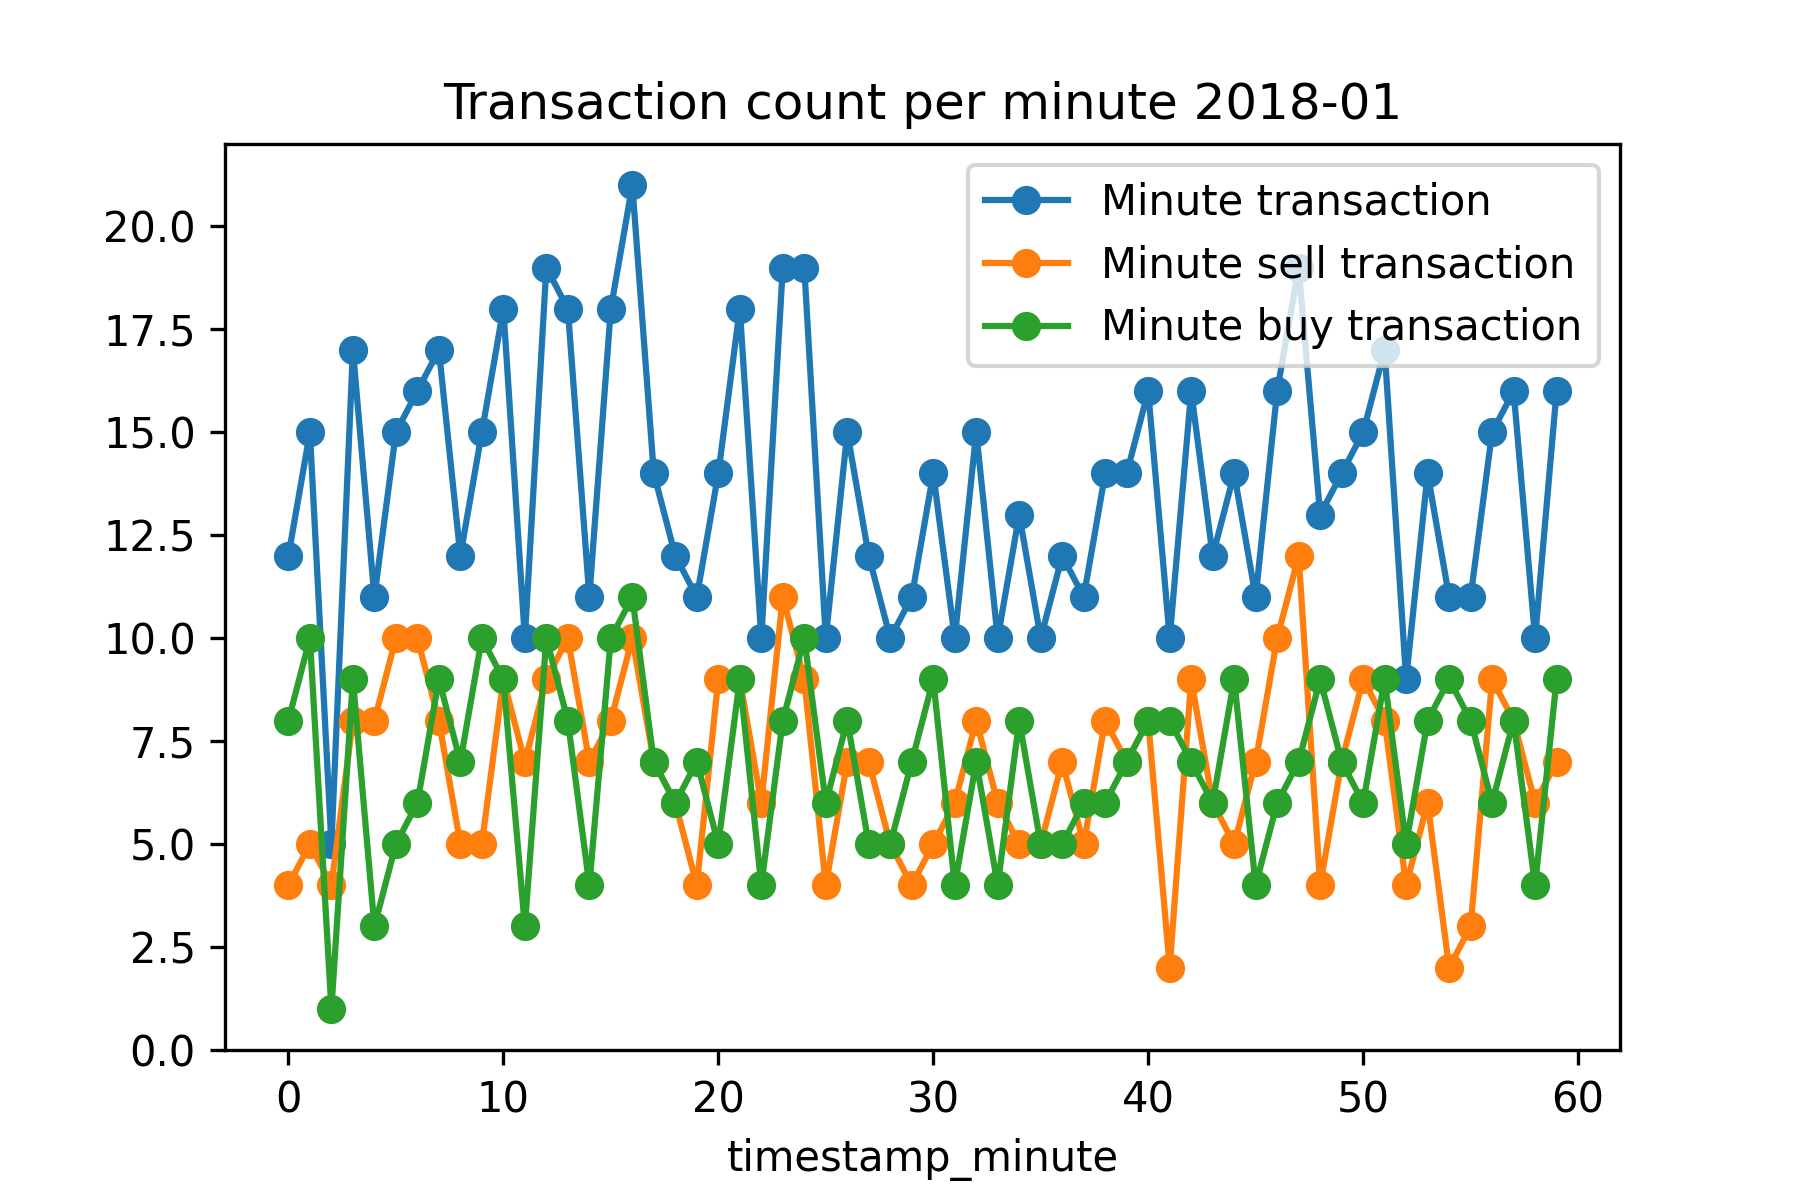 Transaction count per minute 2018-01
Minute transaction
Minute sell transaction
Minute buy transaction
20.0
17.5
15.0
12.5
10.0
7.5
5.0
2.5
0.0
0 10 20 30 40 50 60
timestamp_minute